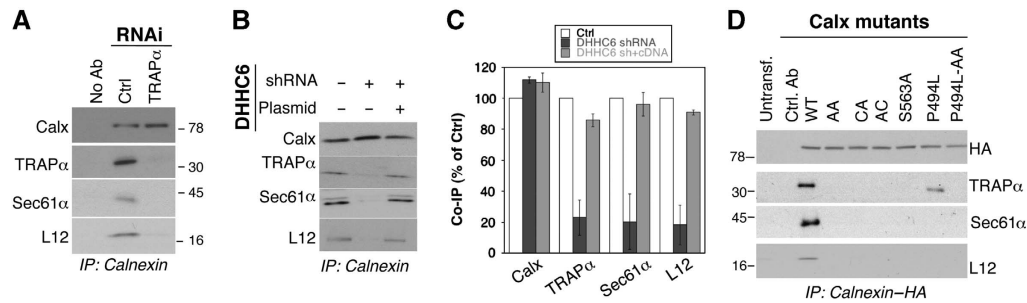 A
RNAi
No Ab
Ctrl
TRAPα
Calx
TRAPα
Sec61α
L12
- 78
- 30
- 45
- 16
IP: Calnexin
B
DHHC6
shRNA – + +
Plasmid – – +
Calx
TRAPα
Sec61α
L12
IP: Calnexin
C
Ctrl
DHHC6 shRNA
DHHC6 sh+cDNA
Co-IP (% of Ctrl)
120
100
80
60
40
20
0
Calx
TRAPα
Sec61α
L12
D
Calx mutants
Untransf.
Ctrl. Ab
WT
AA
CA
AC
S563A
P494L
P494L-AA
78–
30–
45–
16–
HA
TRAPα
Sec61α
L12
IP: Calnexin–HA